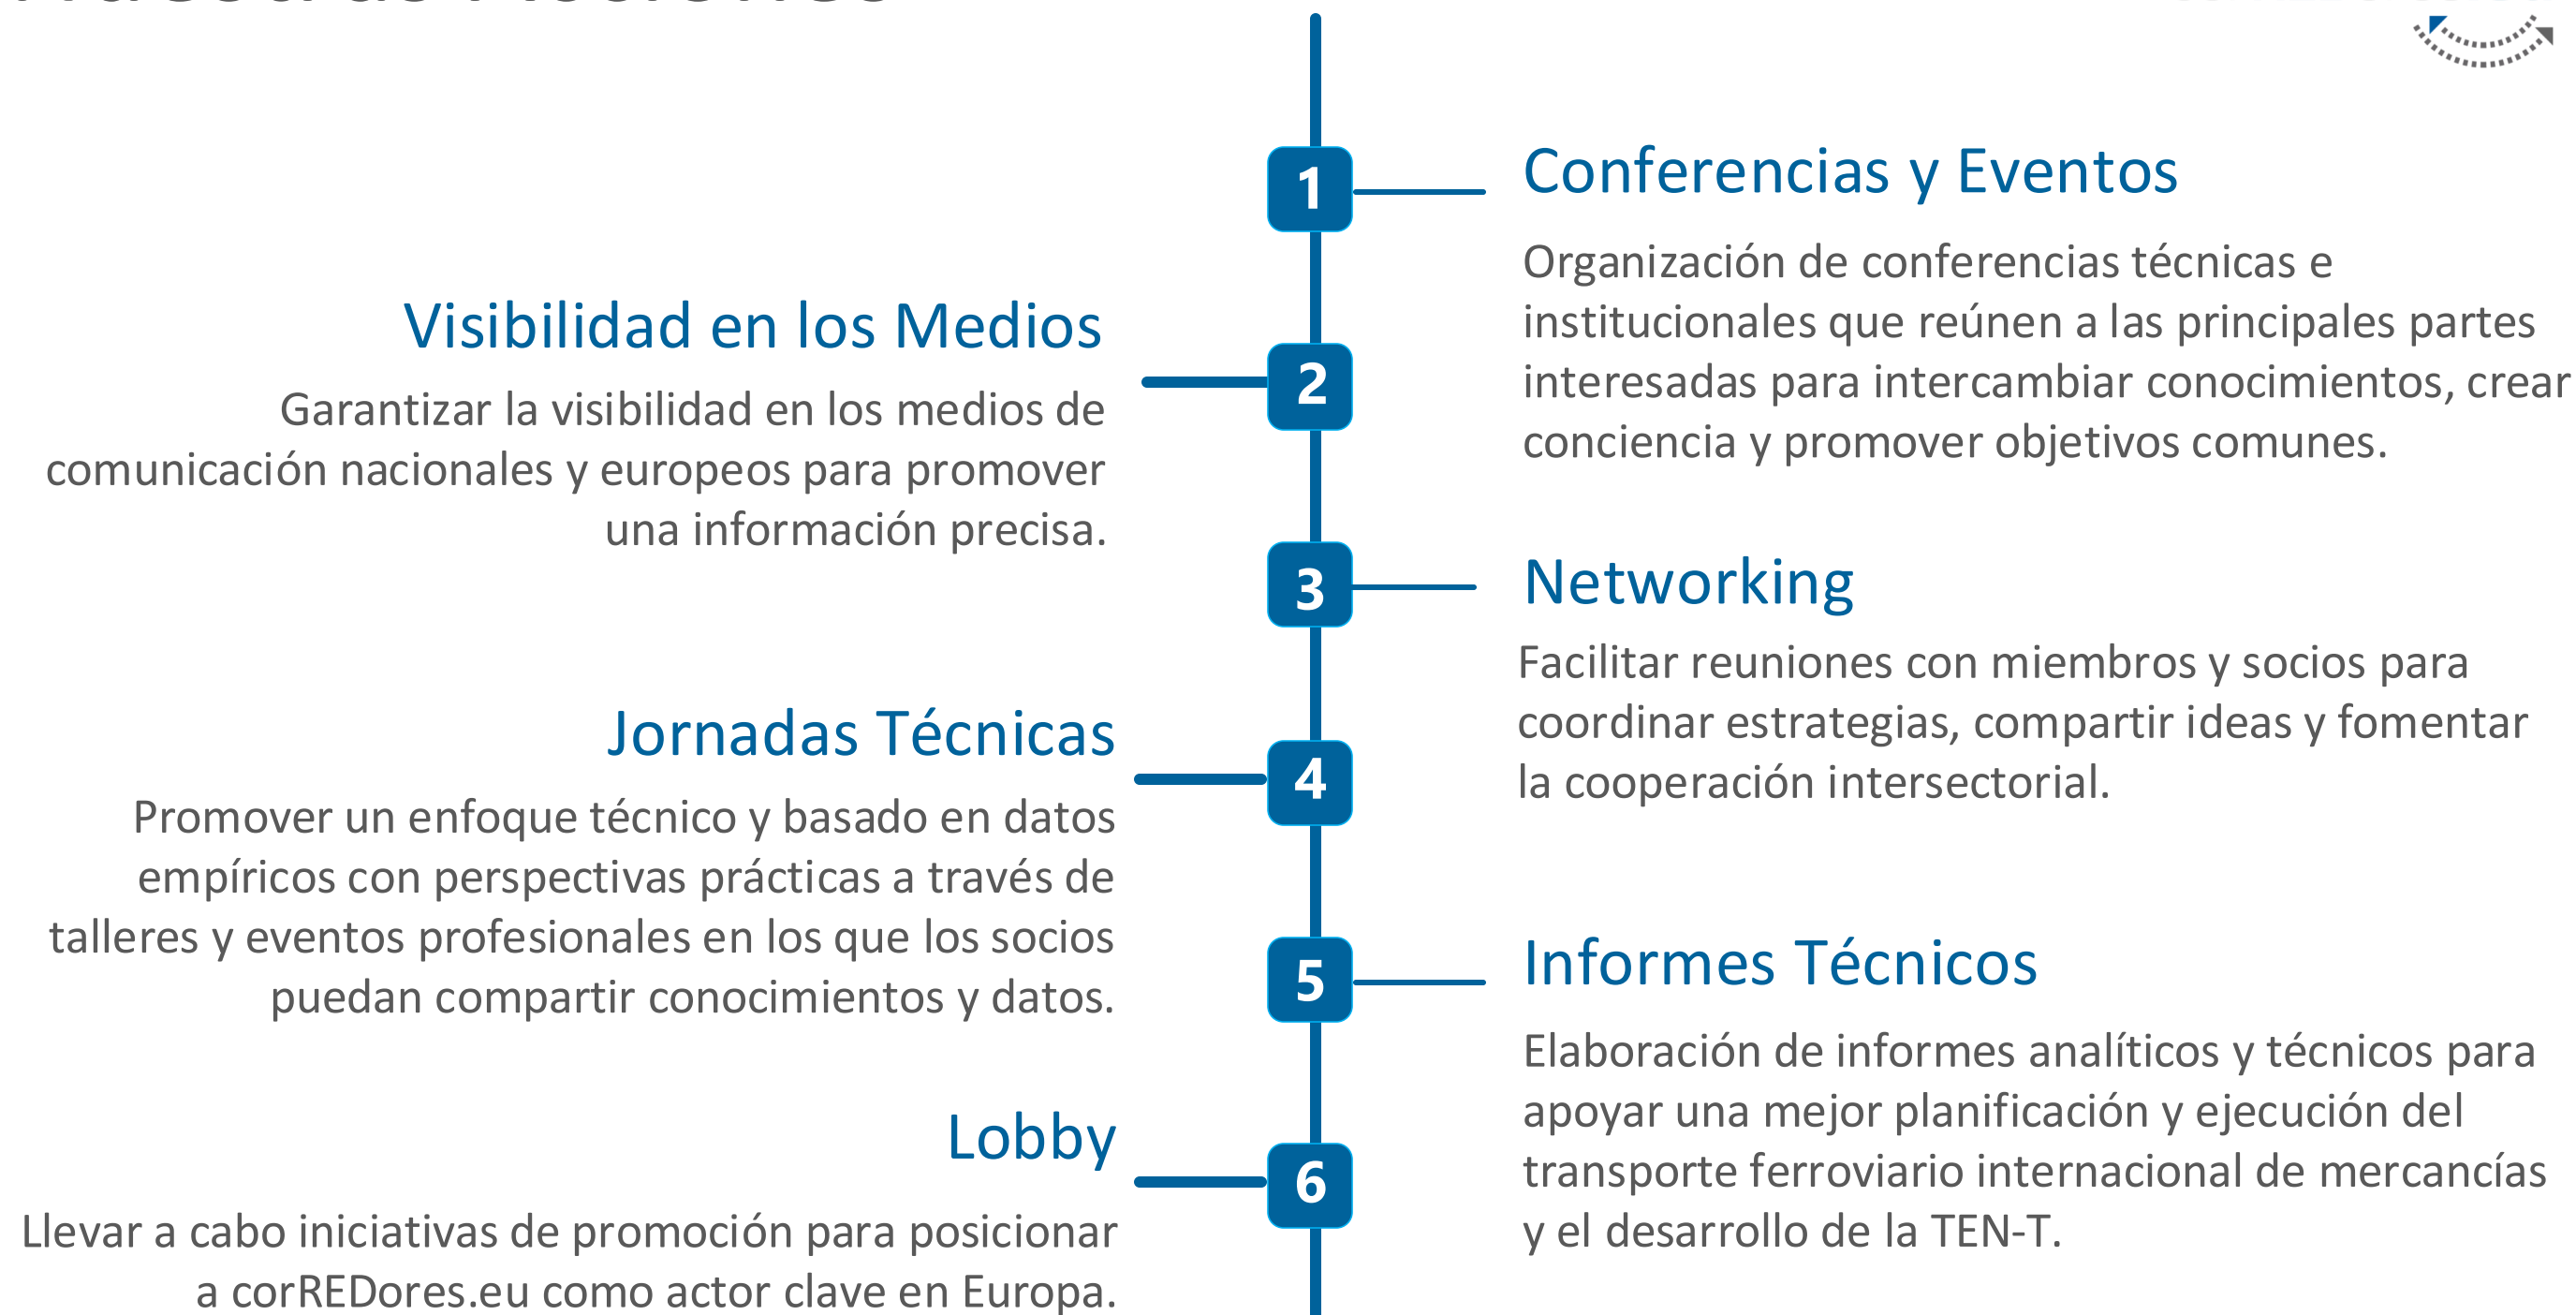 Nuestras Acciones
1
Conferencias y Eventos
Organización de conferencias técnicas e
institucionales que reúnen a las principales partes
interesadas para intercambiar conocimientos, crear
conciencia y promover objetivos comunes.
Visibilidad en los Medios
2
Garantizar la visibilidad en los medios de
comunicación nacionales y europeos para promover
una información precisa.
3
Networking
Facilitar reuniones con miembros y socios para
coordinar estrategias, compartir ideas y fomentar
la cooperación intersectorial.
Jornadas Técnicas
4
Promover un enfoque técnico y basado en datos
empíricos con perspectivas prácticas a través de
talleres y eventos profesionales en los que los socios
puedan compartir conocimientos y datos.
5
Informes Técnicos
Elaboración de informes analíticos y técnicos para
apoyar una mejor planificación y ejecución del
transporte ferroviario internacional de mercancías
y el desarrollo de la TEN-T.
Lobby
6
Llevar a cabo iniciativas de promoción para posicionar
a corREDores.eu como actor clave en Europa.